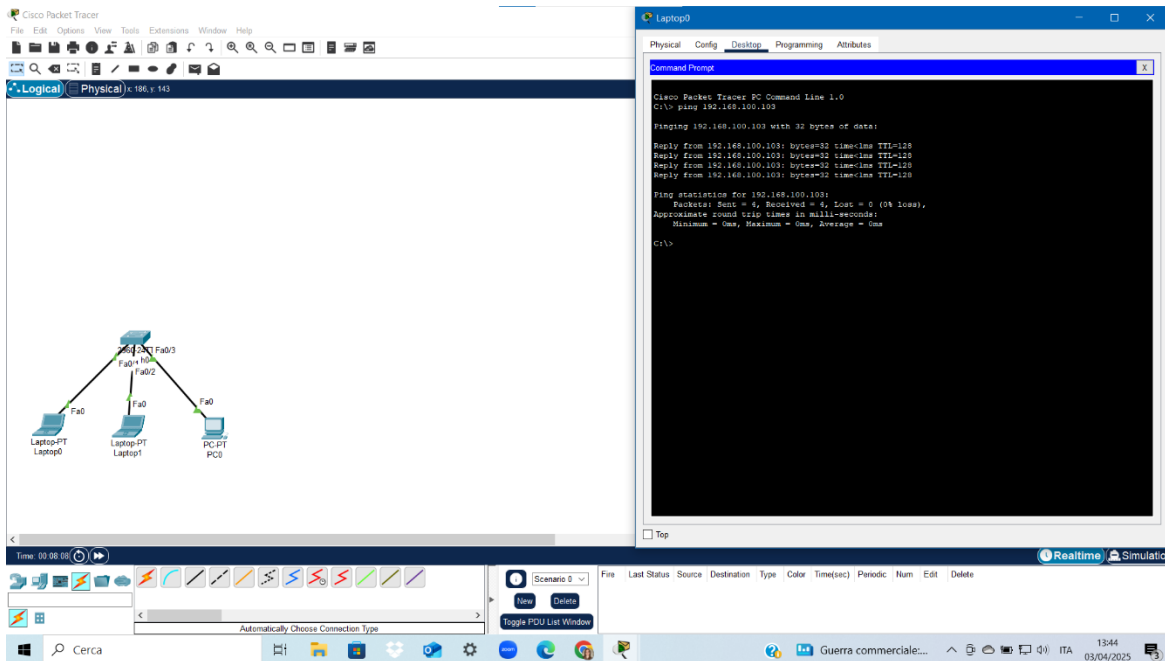 Cisco Packet Tracer
File Edit Options View Tools Extensions Window Help
Logical Physical x: 186, y: 143
Fa0/3
Fa0/2
Fa0
Fa0
Fa0
Laptop-PT
Laptop0
Laptop-PT
Laptop1
PC-PT
PC0
Laptop0
Physical Config Desktop Programming Attributes
Command Prompt X
Cisco Packet Tracer PC Command Line 1.0
C:\> ping 192.168.100.103
Pinging 192.168.100.103 with 32 bytes of data:
Reply from 192.168.100.103: bytes=32 time<1ms TTL=128
Reply from 192.168.100.103: bytes=32 time<1ms TTL=128
Reply from 192.168.100.103: bytes=32 time<1ms TTL=128
Reply from 192.168.100.103: bytes=32 time<1ms TTL=128
Ping statistics for 192.168.100.103:
Packets: Sent = 4, Received = 4, Lost = 0 (0% loss),
Approximate round trip times in milli-seconds:
Minimum = 0ms, Maximum = 0ms, Average = 0ms
C:\>
Top
Time: 00:08:08
Realtime Simulatio
Scenario 0
New Delete
Toggle PDU List Window
Fire Last Status Source Destination Type Color Time(sec) Periodic Num Edit Delete
Automatically Choose Connection Type
Cerca
zoom
Guerra commerciale:...
ITA
13:44
03/04/2025
3